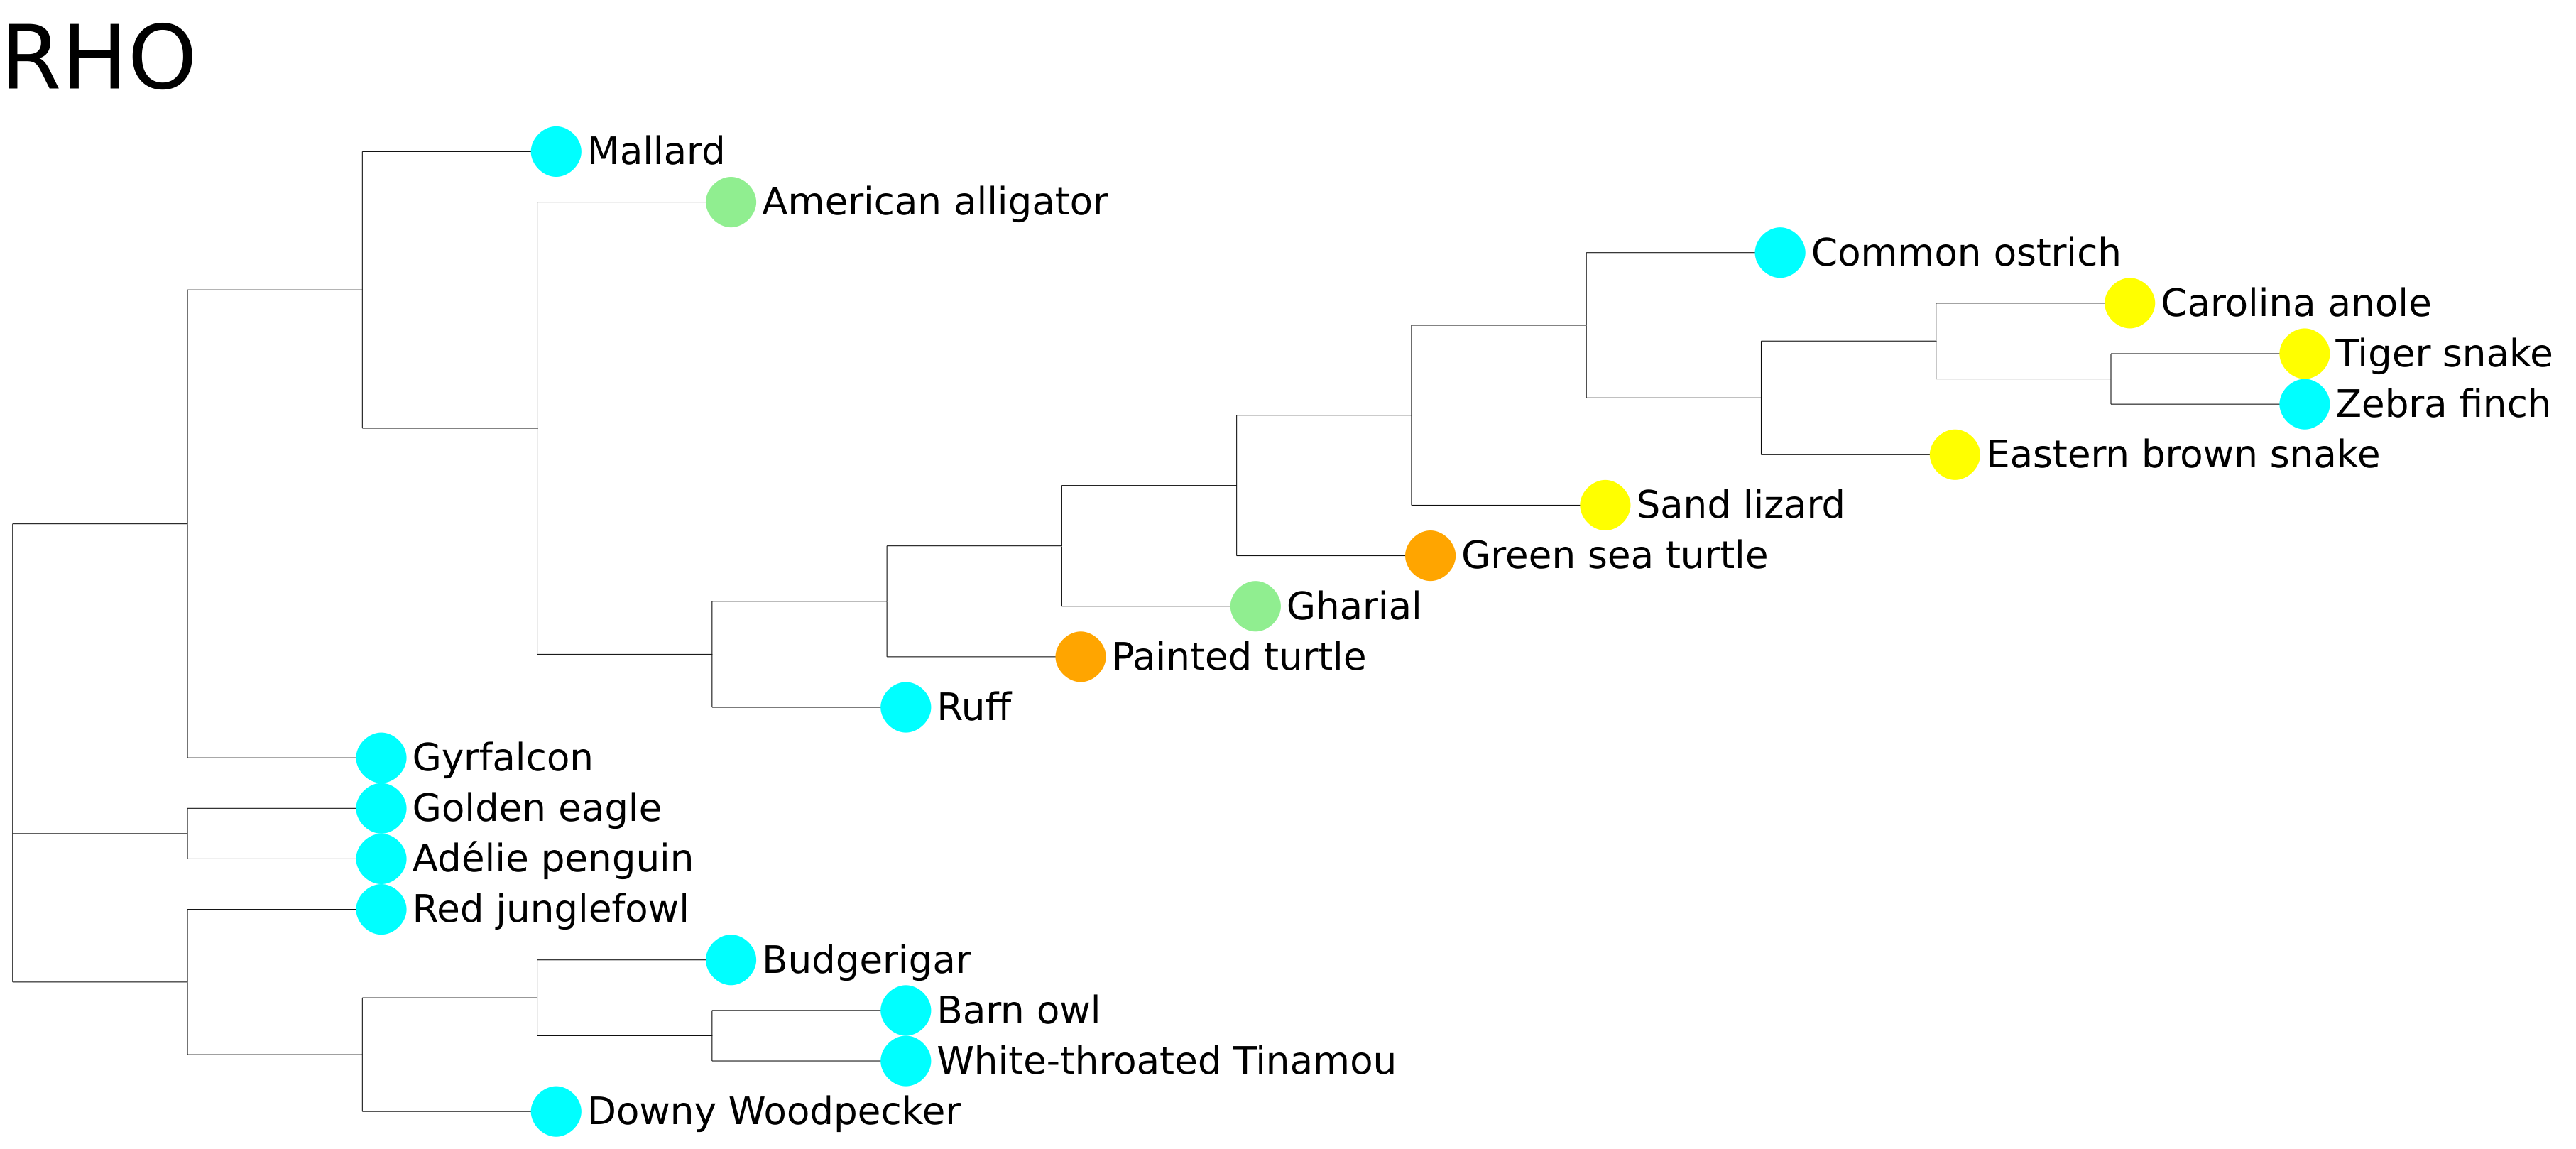 RHO
Mallard
American alligator
Common ostrich
Carolina anole
Tiger snake
Zebra finch
Eastern brown snake
Sand lizard
Green sea turtle
Gharial
Painted turtle
Ruff
Gyrfalcon
Golden eagle
Adélie penguin
Red junglefowl
Budgerigar
Barn owl
White-throated Tinamou
Downy Woodpecker